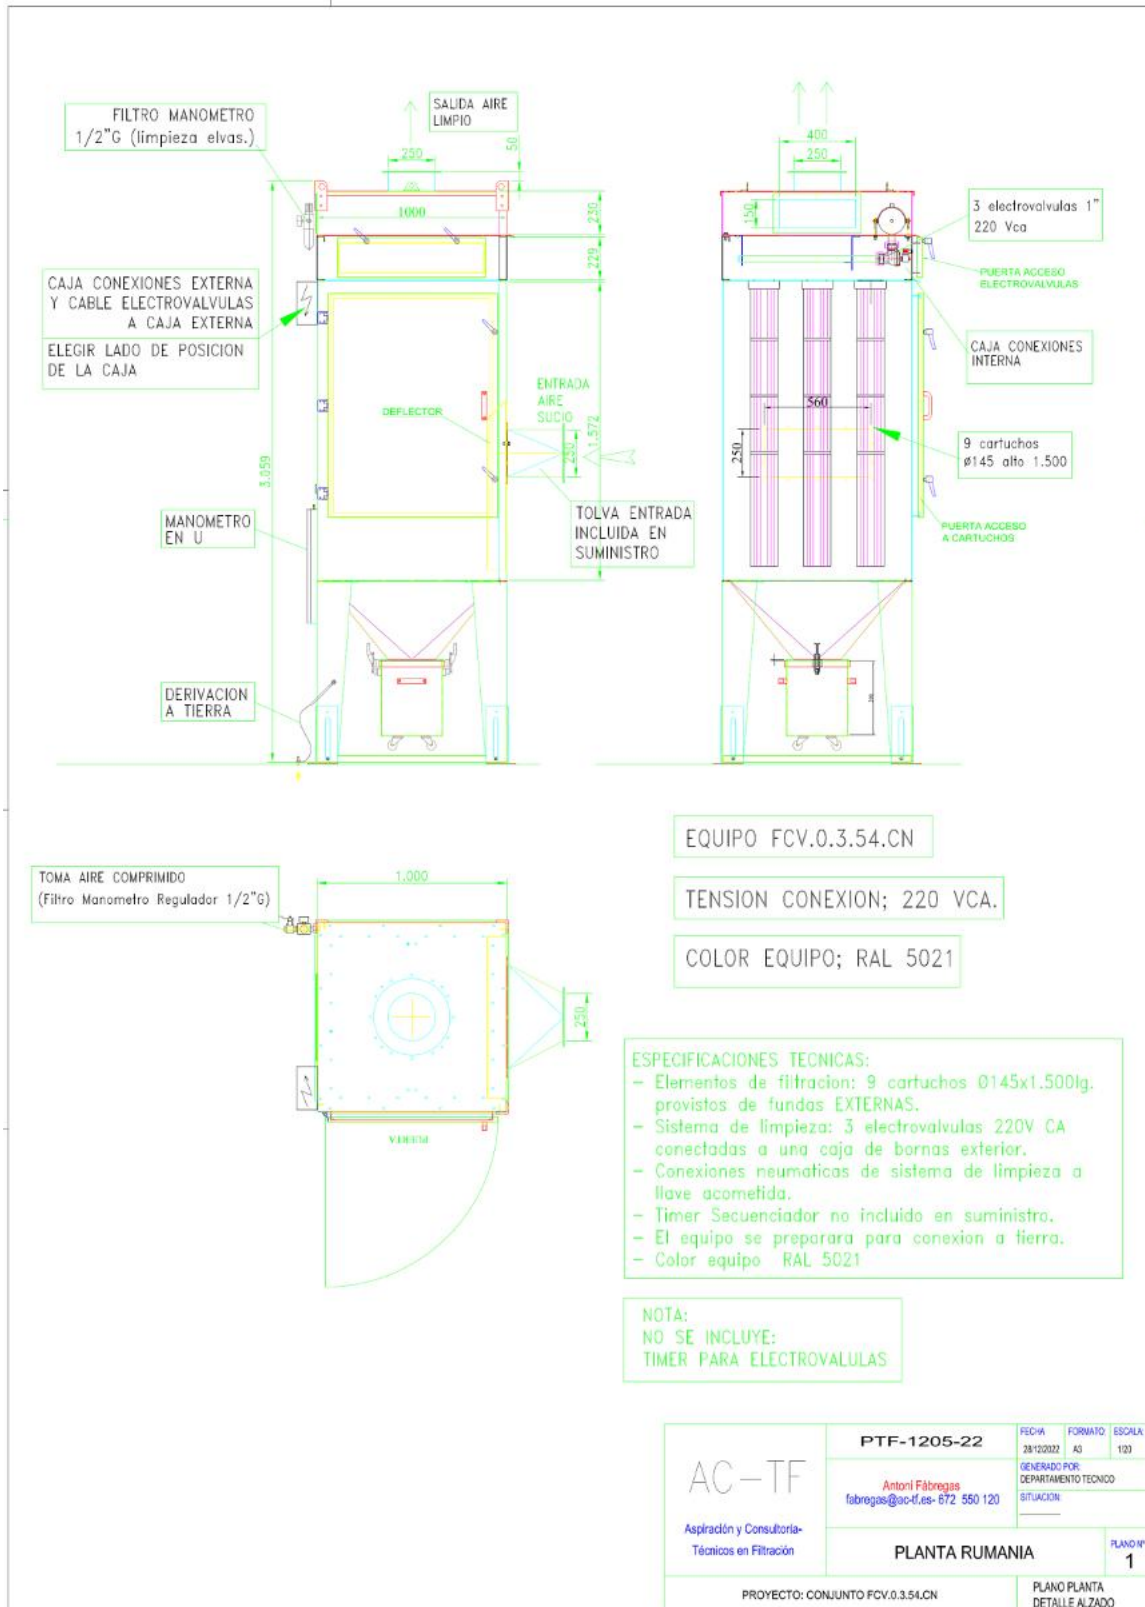 FILTRO MANOMETRO
1/2"G (limpieza elvas.)
SALIDA AIRE
LIMPIO
250
50
1000
230
229
CAJA CONEXIONES EXTERNA
Y CABLE ELECTROVALVULAS
A CAJA EXTERNA
ELEGIR LADO DE POSICION
DE LA CAJA
DEFLECTOR
ENTRADA
AIRE
SUCIO
250
1.572
3.059
TOLVA ENTRADA
INCLUIDA EN
SUMINISTRO
MANOMETRO
EN U
DERIVACION
A TIERRA
400
250
150
3 electrovalvulas 1"
220 Vca
PUERTA ACCESO
ELECTROVALVULAS
CAJA CONEXIONES
INTERNA
560
250
9 cartuchos
ø145 alto 1.500
PUERTA ACCESO
A CARTUCHOS
EQUIPO FCV.0.3.54.CN
TENSION CONEXION; 220 VCA.
COLOR EQUIPO; RAL 5021
TOMA AIRE COMPRIMIDO
(Filtro Manometro Regulador 1/2"G)
1.000
250
ESPECIFICACIONES TECNICAS:
- Elementos de filtracion: 9 cartuchos Ø145x1.500lg.
provistos de fundas EXTERNAS.
- Sistema de limpieza: 3 electrovalvulas 220V CA
conectadas a una caja de bornas exterior.
- Conexiones neumaticas de sistema de limpieza a
llave acometida.
- Timer Secuenciador no incluido en suministro.
- El equipo se preparara para conexion a tierra.
- Color equipo RAL 5021
NOTA:
NO SE INCLUYE:
TIMER PARA ELECTROVALULAS
AC-TF
Aspiración y Consultoría-
Técnicos en Filtración
PTF-1205-22
Antoni Fábregas
fabregas@ac-tf.es- 672 550 120
FECHA
28/12/2022
FORMATO:
A3
ESCALA:
1:20
GENERADO POR:
DEPARTAMENTO TECNICO
SITUACION:
PLANTA RUMANIA
PLANO Nº
1
PROYECTO: CONJUNTO FCV.0.3.54.CN
PLANO PLANTA
DETALLE ALZADO